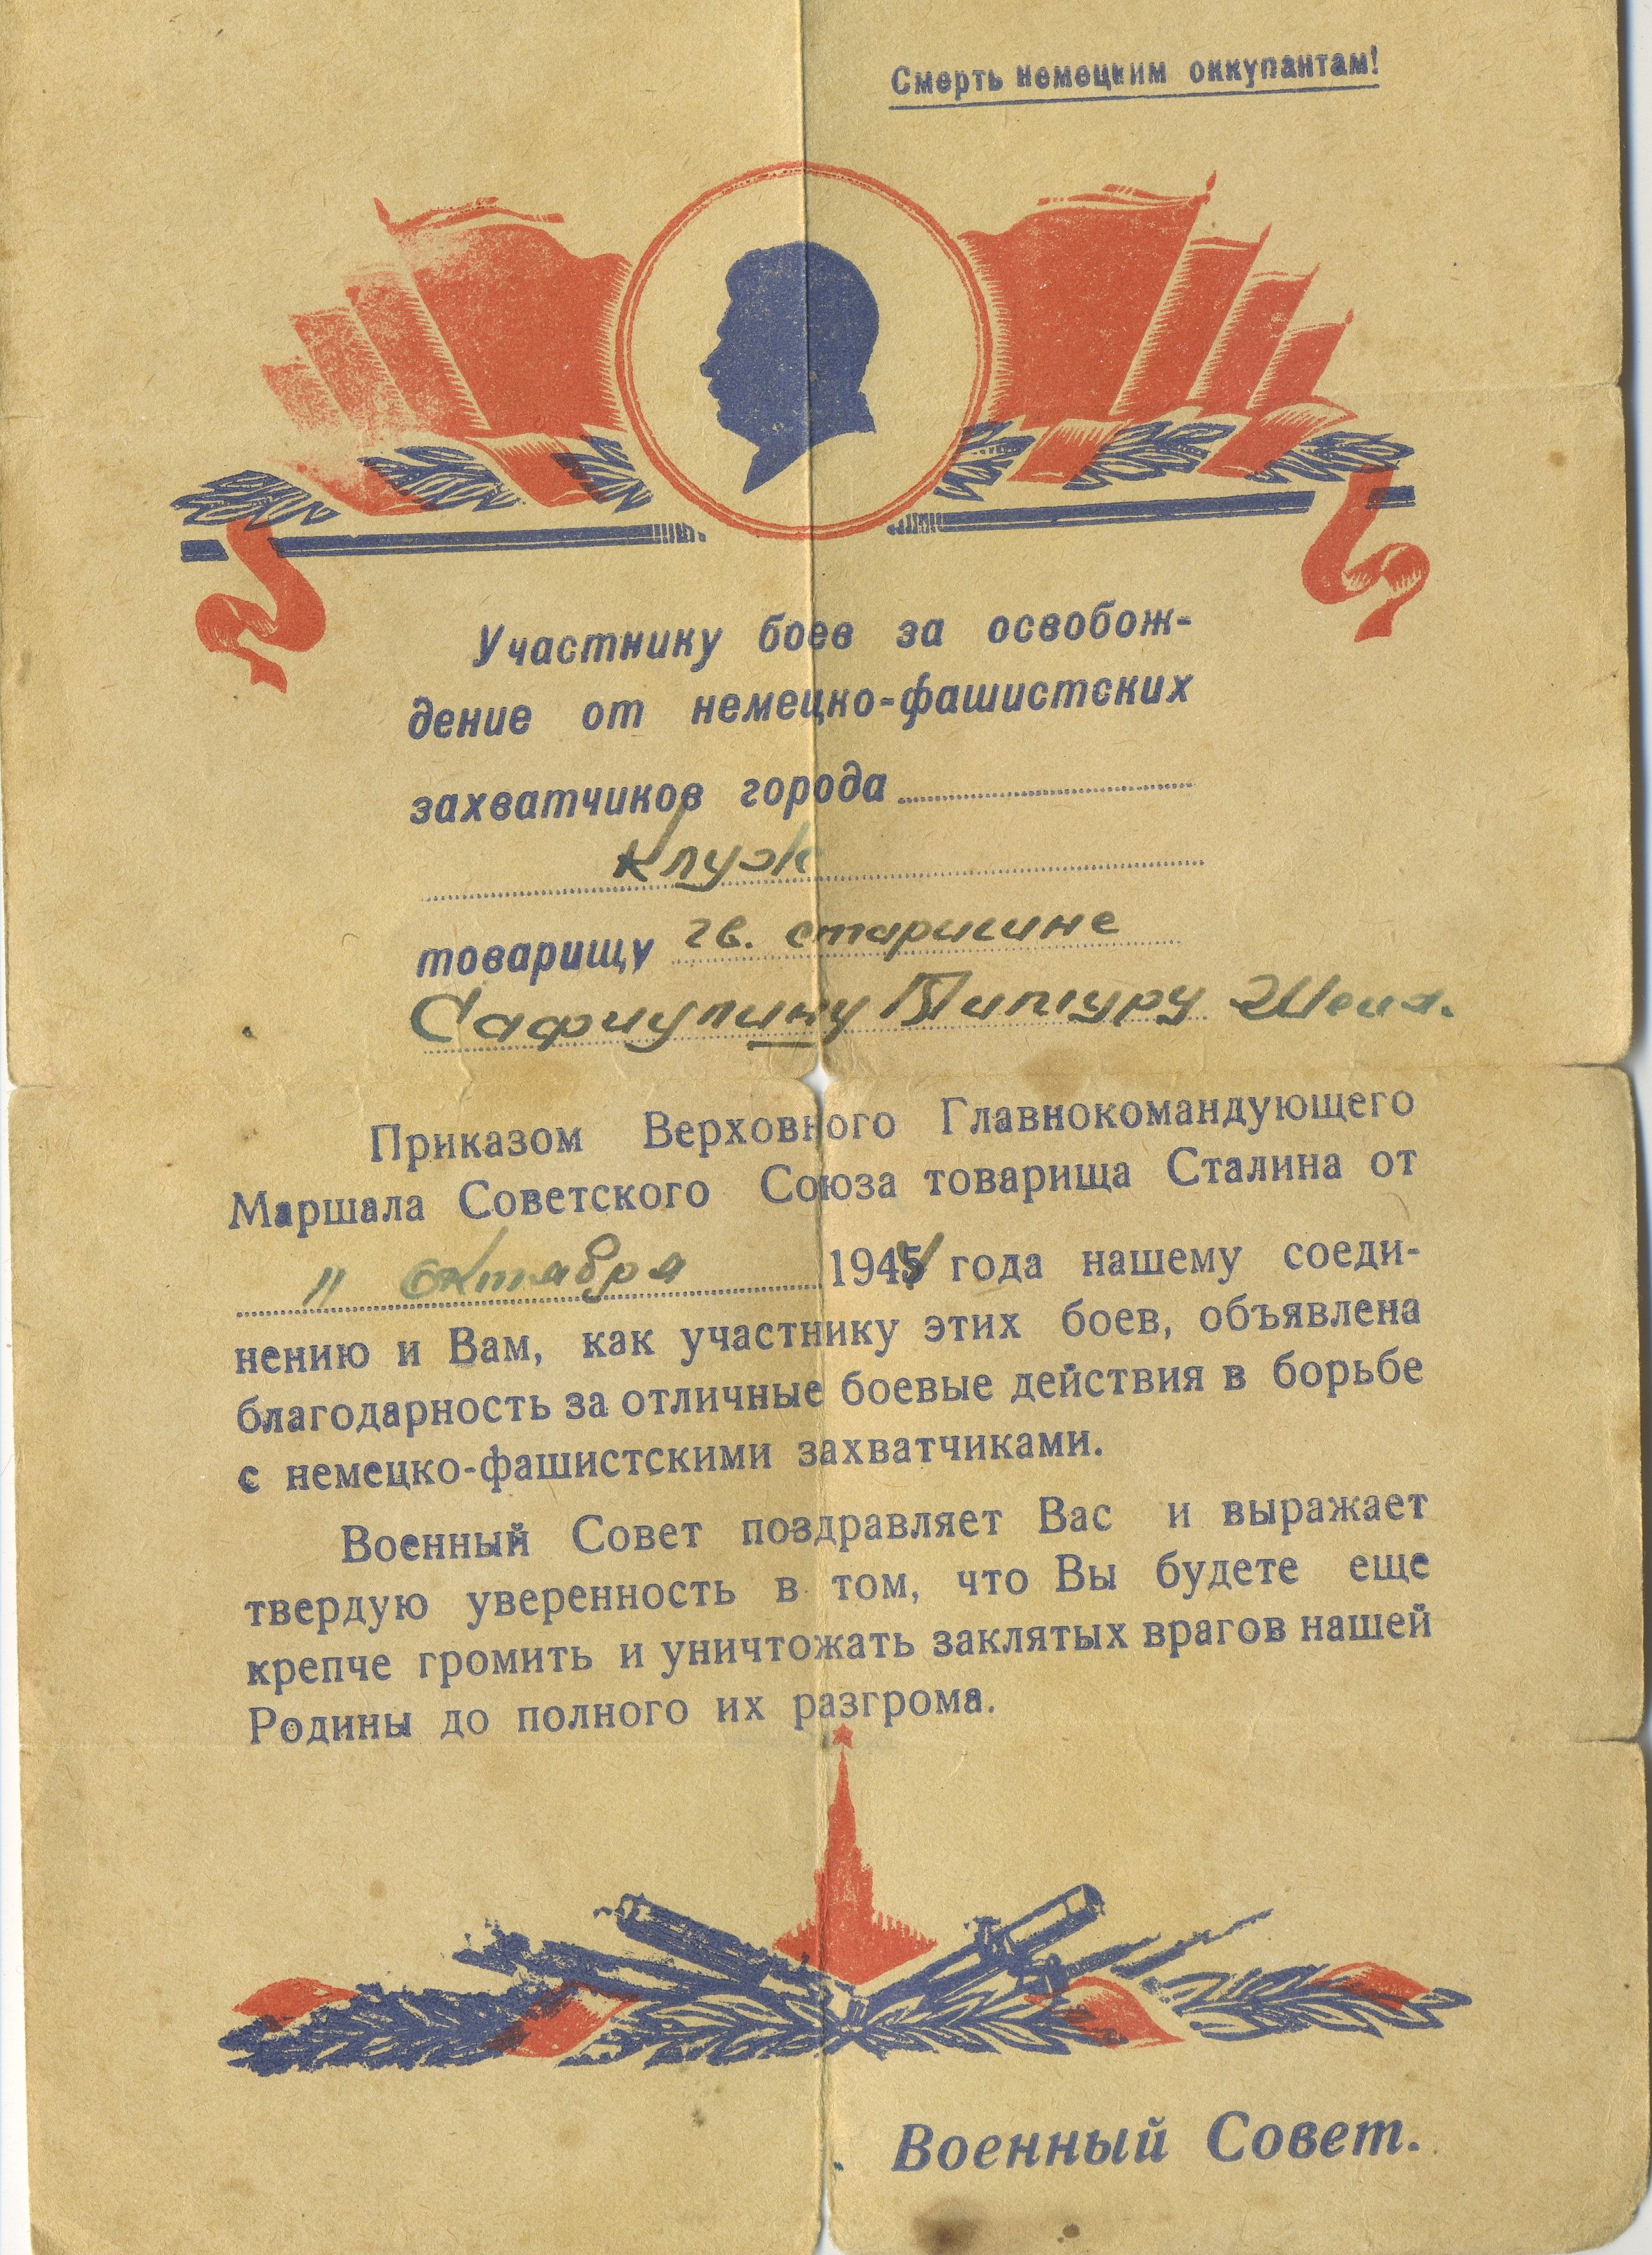 Смерть немецким оккупантам!
Участнику боев за освобож-
дение от немецко-фашистских
захватчиков города
Клуж
товарищу гв. старшине
Сафиулину
Приказом Верховного Главнокомандующего
Маршала Советского Союза товарища Сталина от
11 октября 1944 года нашему соеди-
нению и Вам, как участнику этих боев, объявлена
благодарность за отличные боевые действия в борьбе
с немецко-фашистскими захватчиками.
Военный Совет поздравляет Вас и выражает
твердую уверенность в том, что Вы будете еще
крепче громить и уничтожать заклятых врагов нашей
Родины до полного их разгрома.
Военный Совет.